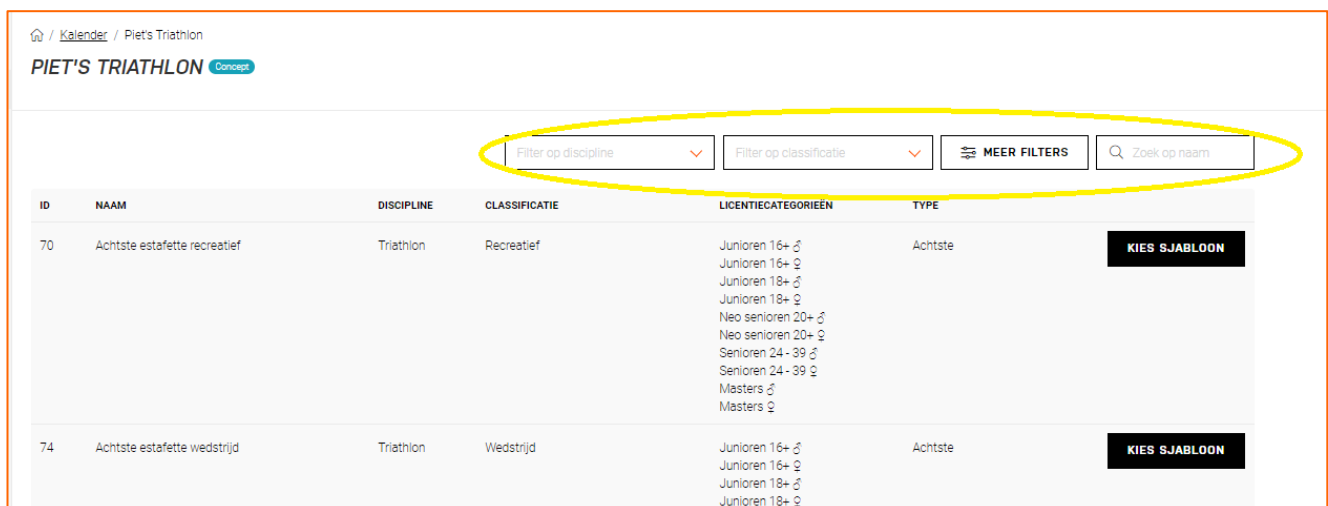 / Kalender / Piet's Triathlon
PIET'S TRIATHLON Concept
Filter op discipline Filter op classificatie MEER FILTERS Zoek op naam
ID NAAM DISCIPLINE CLASSIFICATIE LICENTIECATEGORIEËN TYPE
70 Achtste estafette recreatief Triathlon Recreatief Junioren 16+ ♂ Achtste KIES SJABLOON
Junioren 16+ ♀
Junioren 18+ ♂
Junioren 18+ ♀
Neo senioren 20+ ♂
Neo senioren 20+ ♀
Senioren 24 - 39 ♂
Senioren 24 - 39 ♀
Masters ♂
Masters ♀
74 Achtste estafette wedstrijd Triathlon Wedstrijd Junioren 16+ ♂ Achtste KIES SJABLOON
Junioren 16+ ♀
Junioren 18+ ♂
Junioren 18+ ♀